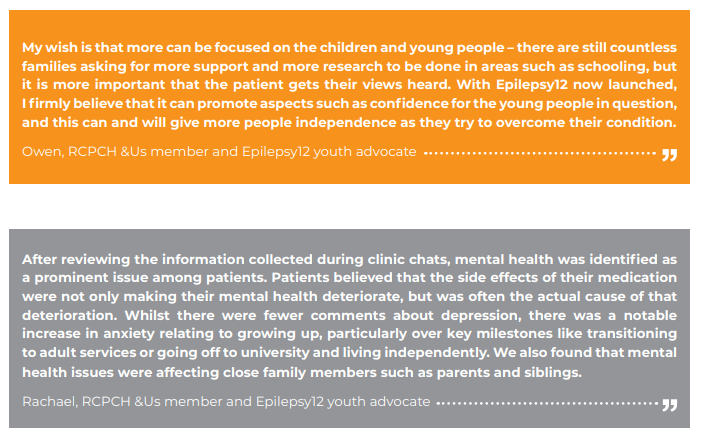 My wish is that more can be focused on the children and young people – there are still countless
families asking for more support and more research to be done in areas such as schooling, but
it is more important that the patient gets their views heard. With Epilepsy12 now launched,
I firmly believe that it can promote aspects such as confidence for the young people in question,
and this can and will give more people independence as they try to overcome their condition.
Owen, RCPCH &Us member and Epilepsy12 youth advocate ”
After reviewing the information collected during clinic chats, mental health was identified as
a prominent issue among patients. Patients believed that the side effects of their medication
were not only making their mental health deteriorate, but was often the actual cause of that
deterioration. Whilst there were fewer comments about depression, there was a notable
increase in anxiety relating to growing up, particularly over key milestones like transitioning
to adult services or going off to university and living independently. We also found that mental
health issues were affecting close family members such as parents and siblings.
Rachael, RCPCH &Us member and Epilepsy12 youth advocate ”